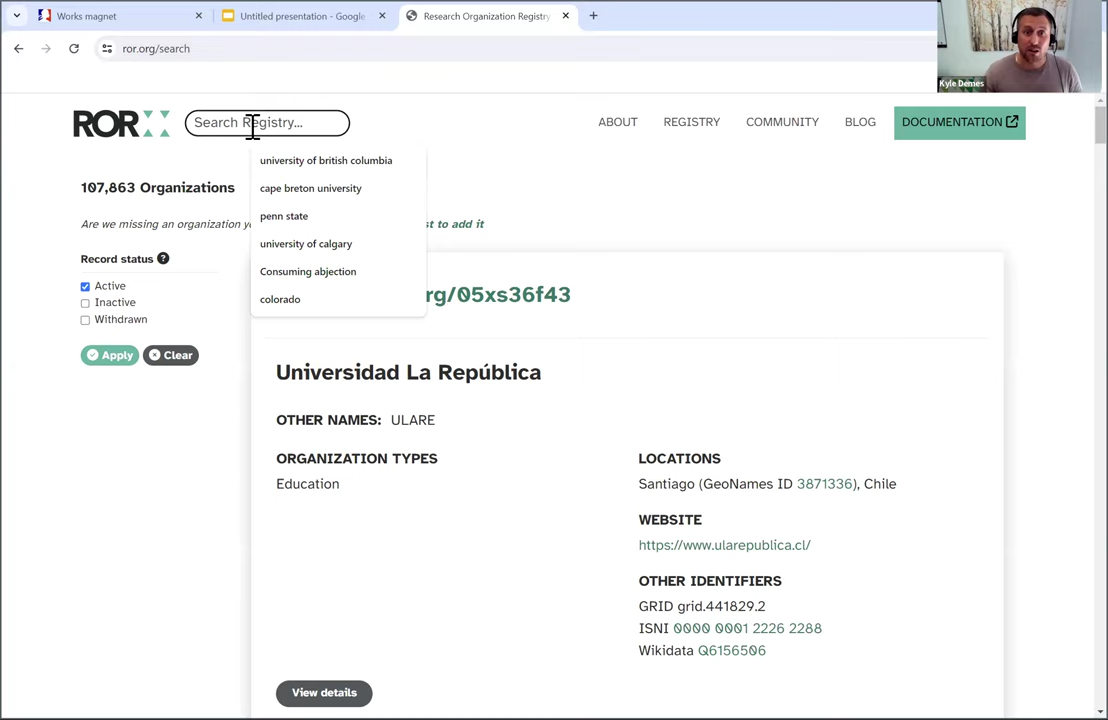 Works magnet
Untitled presentation - Google
Research Organization Registry
ror.org/search
Kyle Demes
ROR
Search Registry...
ABOUT
REGISTRY
COMMUNITY
BLOG
DOCUMENTATION
university of british columbia
cape breton university
penn state
university of calgary
Consuming abjection
colorado
107,863 Organizations
Are we missing an organization y
st to add it
Record status ?
Active
Inactive
Withdrawn
Apply
Clear
rg/05xs36f43
Universidad La República
OTHER NAMES: ULARE
ORGANIZATION TYPES
Education
LOCATIONS
Santiago (GeoNames ID 3871336), Chile
WEBSITE
https://www.ularepublica.cl/
OTHER IDENTIFIERS
GRID grid.441829.2
ISNI 0000 0001 2226 2288
Wikidata Q6156506
View details